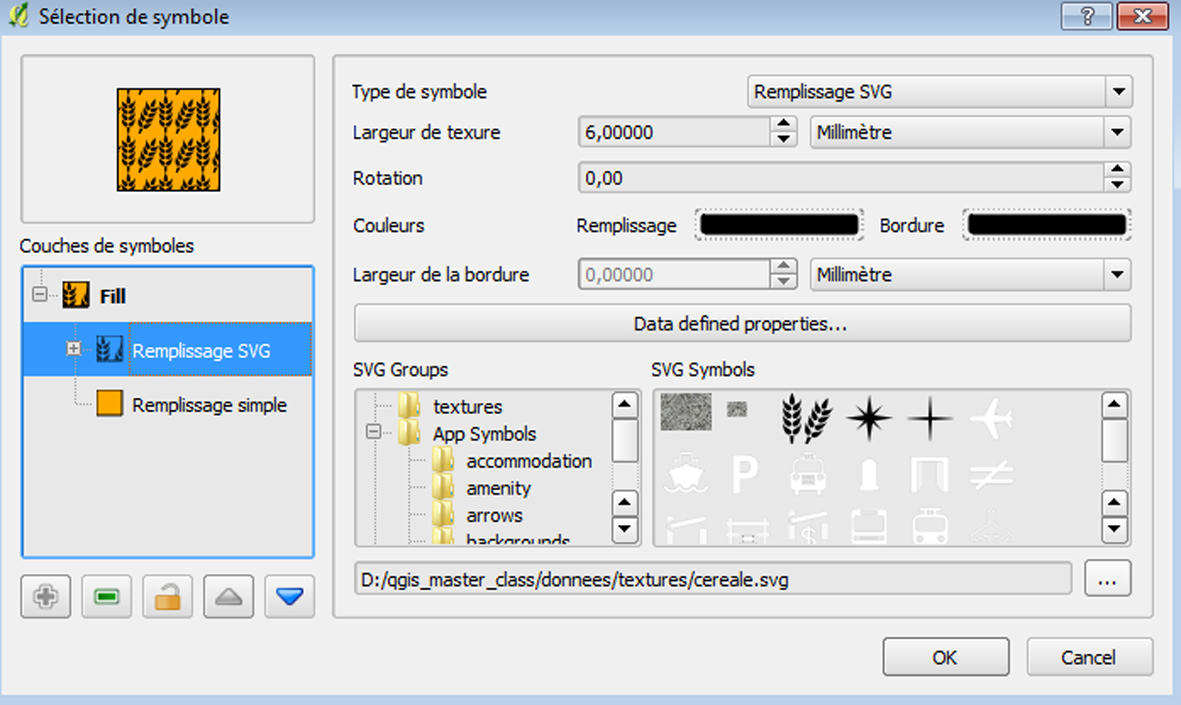 Sélection de symbole
Type de symbole
Remplissage SVG
Largeur de texure
6,00000
Millimètre
Rotation
0,00
Couleurs
Remplissage
Bordure
Largeur de la bordure
0,00000
Millimètre
Data defined properties...
Couches de symboles
Fill
Remplissage SVG
Remplissage simple
SVG Groups
textures
App Symbols
accommodation
amenity
arrows
backgrounds
SVG Symbols
P
D:/qgis_master_class/donnees/textures/cereale.svg
...
OK
Cancel